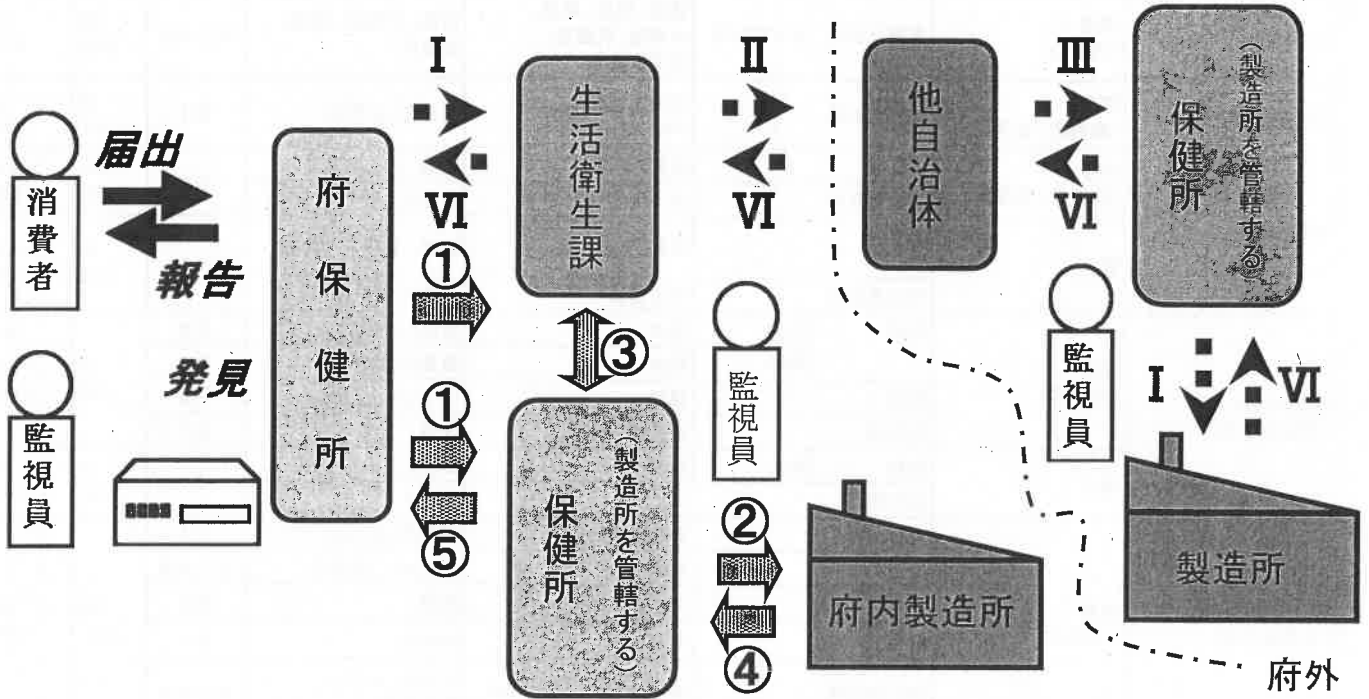 届出
報告
消費者
発見
監視員
府保健所
I
VI
①
①
⑤
生活衛生課
③
保健所
（製造所を管轄する）
II
VI
監視員
②
④
府内製造所
他自治体
III
VI
保健所
（製造所を管轄する）
監視員
I
VI
製造所
府外